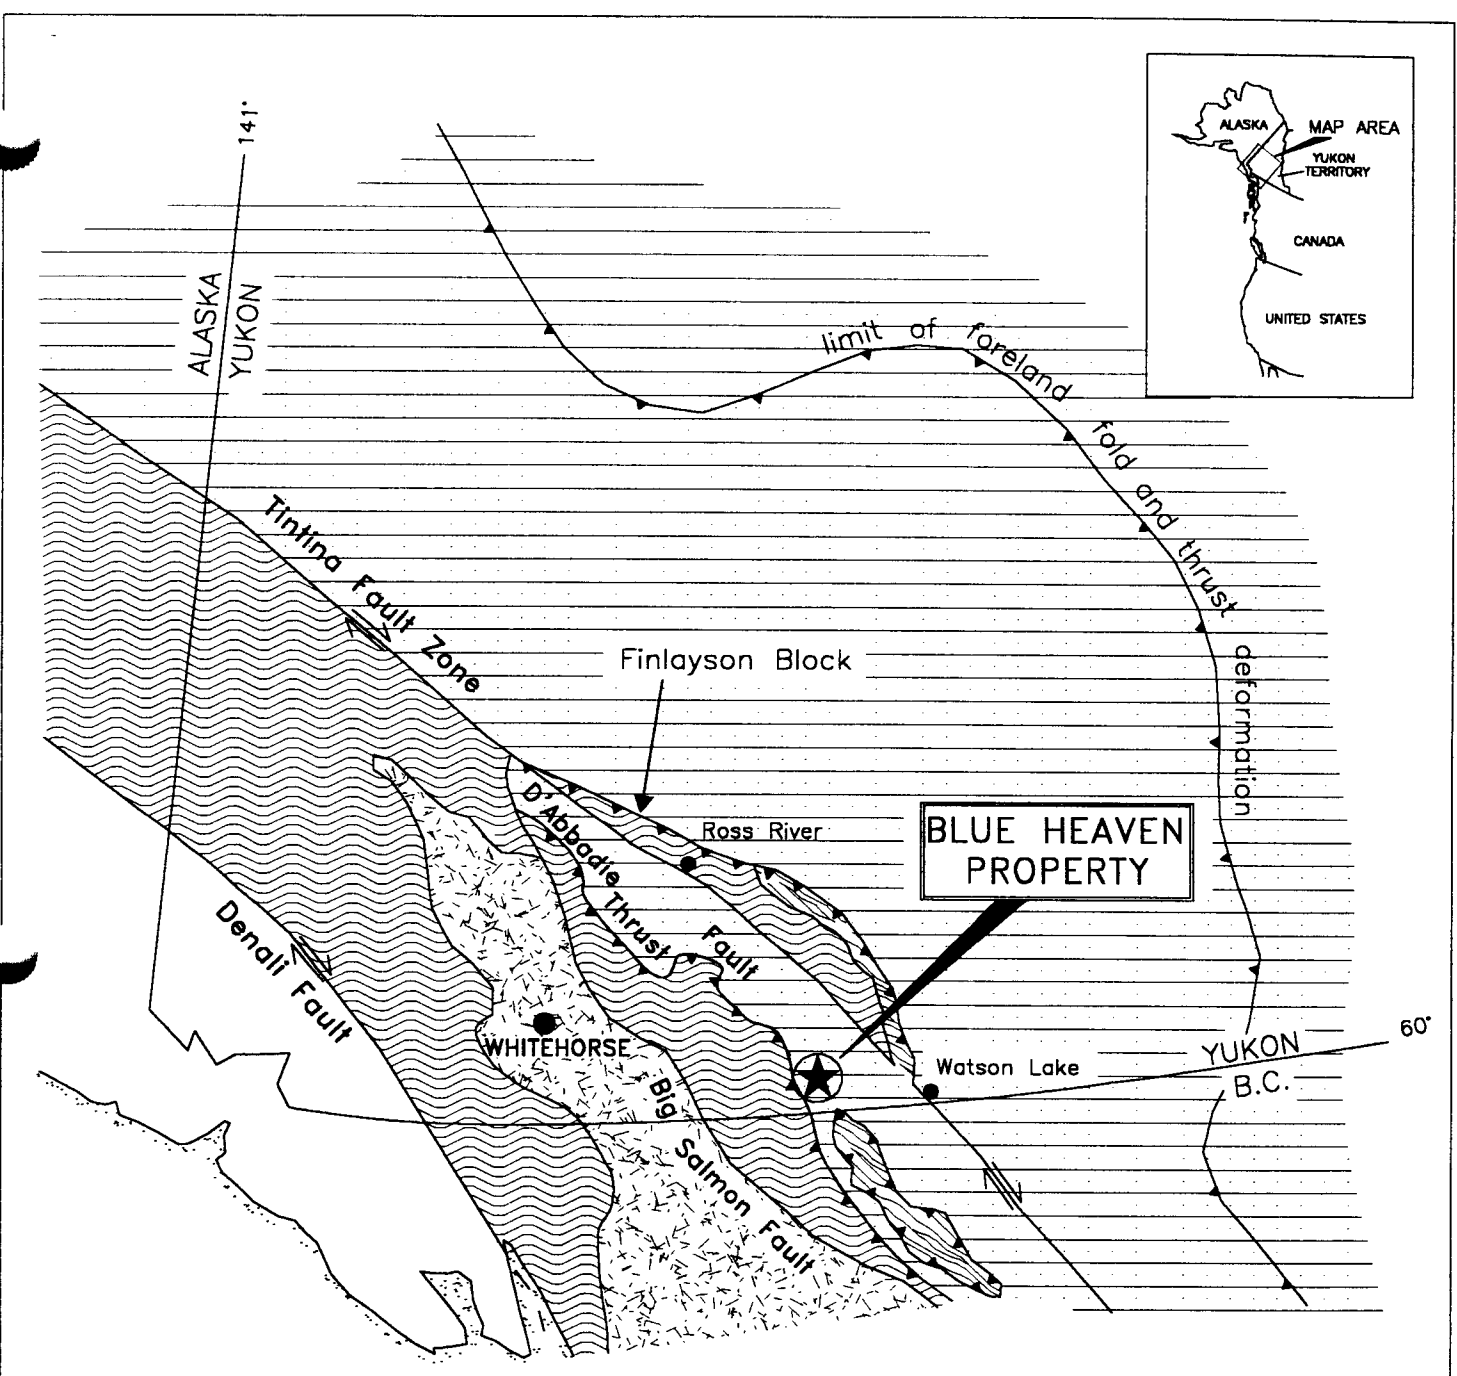 141°
ALASKA
MAP AREA
YUKON
TERRITORY
CANADA
UNITED STATES
ALASKA
YUKON
limit of foreland fold and thrust deformation
Tintina Fault Zone
Finlayson Block
D'Abbadie Thrust
Fault
Ross River
BLUE HEAVEN
PROPERTY
Denali Fault
WHITEHORSE
Big Salmon Fault
Watson Lake
YUKON
B.C.
60°